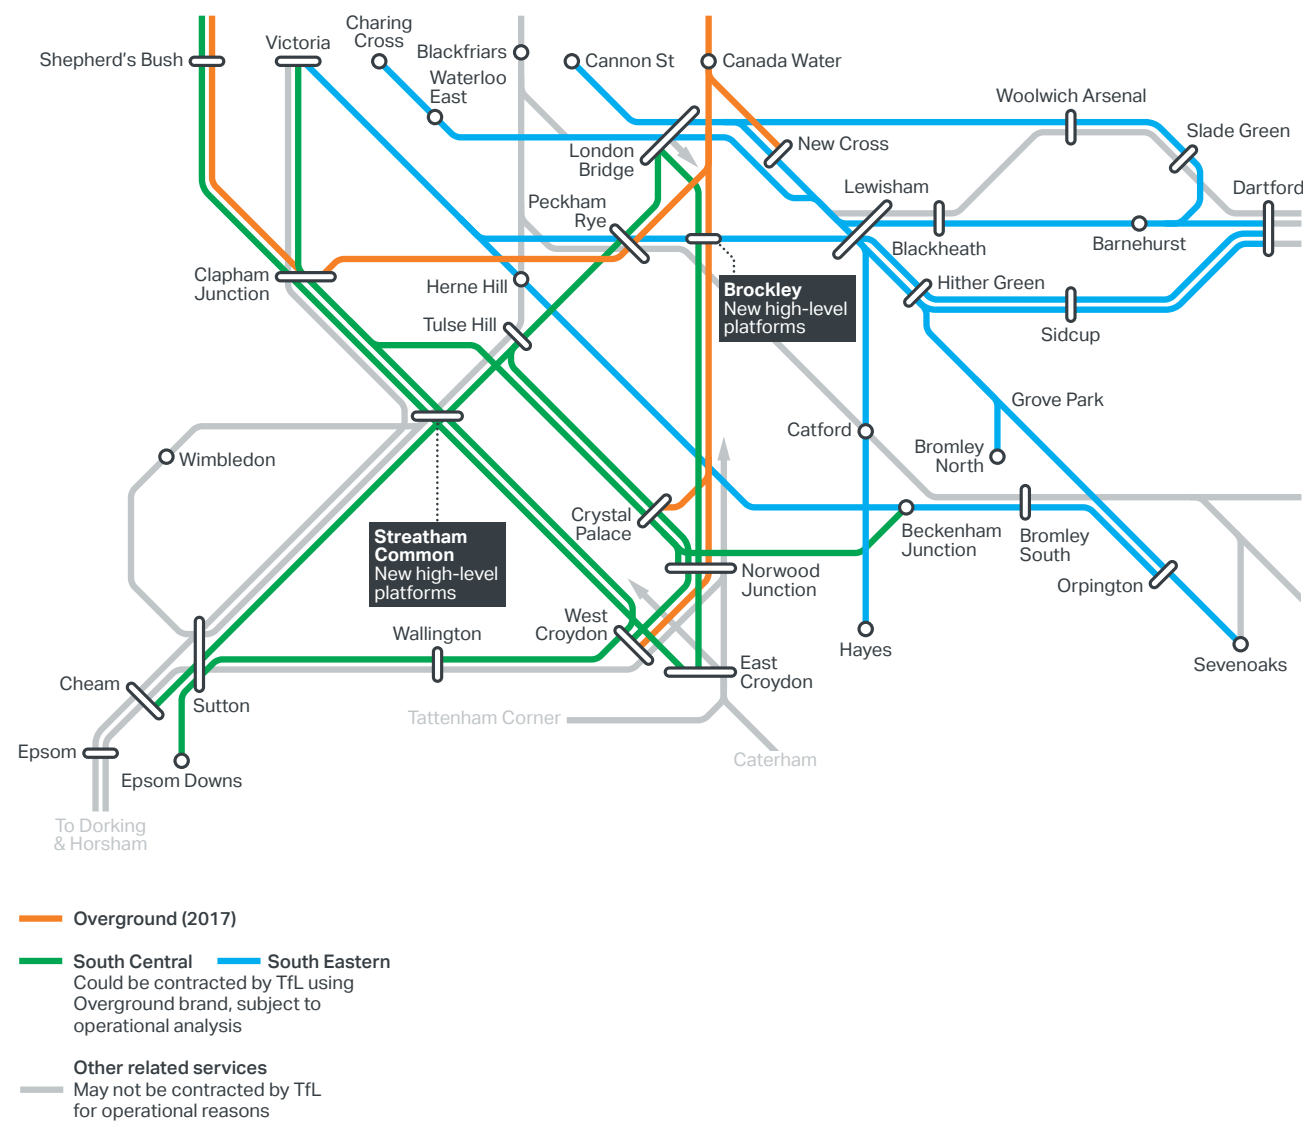 Charing
Cross
Shepherd's Bush
Victoria
Blackfriars
Cannon St
Canada Water
Waterloo
East
Woolwich Arsenal
Slade Green
London
Bridge
New Cross
Lewisham
Dartford
Peckham
Rye
Blackheath
Barnehurst
Clapham
Junction
Herne Hill
Hither Green
Brockley
New high-level
platforms
Tulse Hill
Sidcup
Grove Park
Catford
Bromley
North
Wimbledon
Crystal
Palace
Beckenham
Junction
Bromley
South
Streatham
Common
New high-level
platforms
Norwood
Junction
Orpington
West
Croydon
Wallington
Hayes
Sevenoaks
East
Croydon
Cheam
Sutton
Tattenham Corner
Epsom
Epsom Downs
Caterham
To Dorking
& Horsham
Overground (2017)
South Central
South Eastern
Could be contracted by TfL using
Overground brand, subject to
operational analysis
Other related services
May not be contracted by TfL
for operational reasons